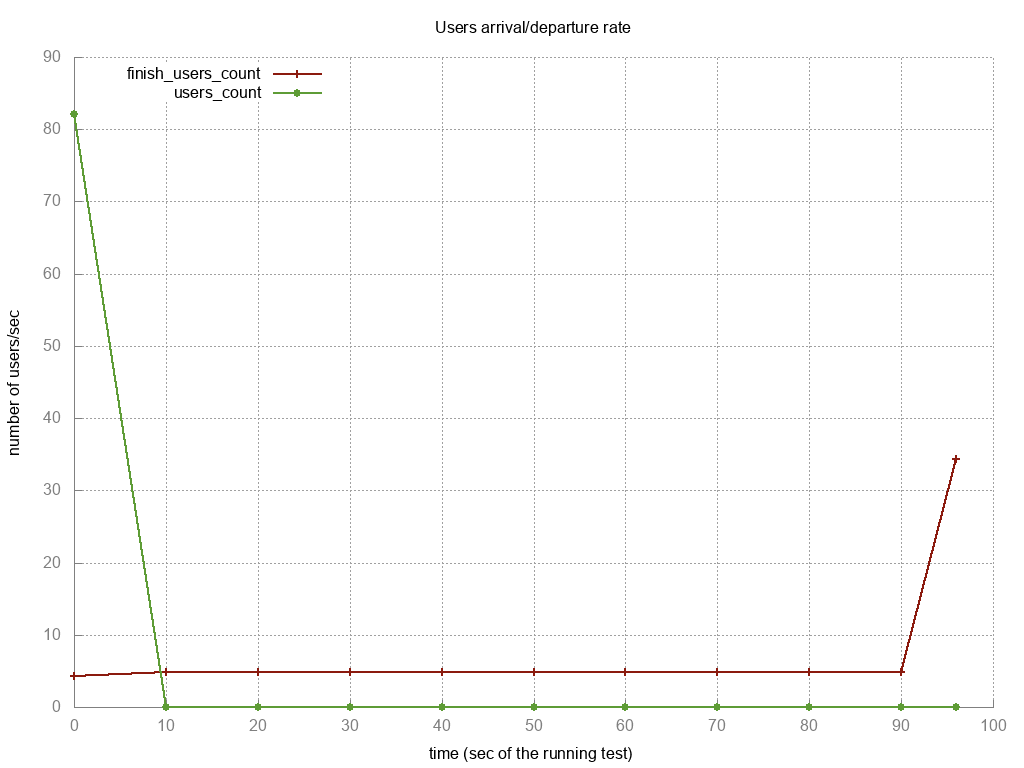 Users arrival/departure rate
90
80
70
60
50
40
30
20
10
0
finish_users_count
users_count
number of users/sec
0 10 20 30 40 50 60 70 80 90 100
time (sec of the running test)